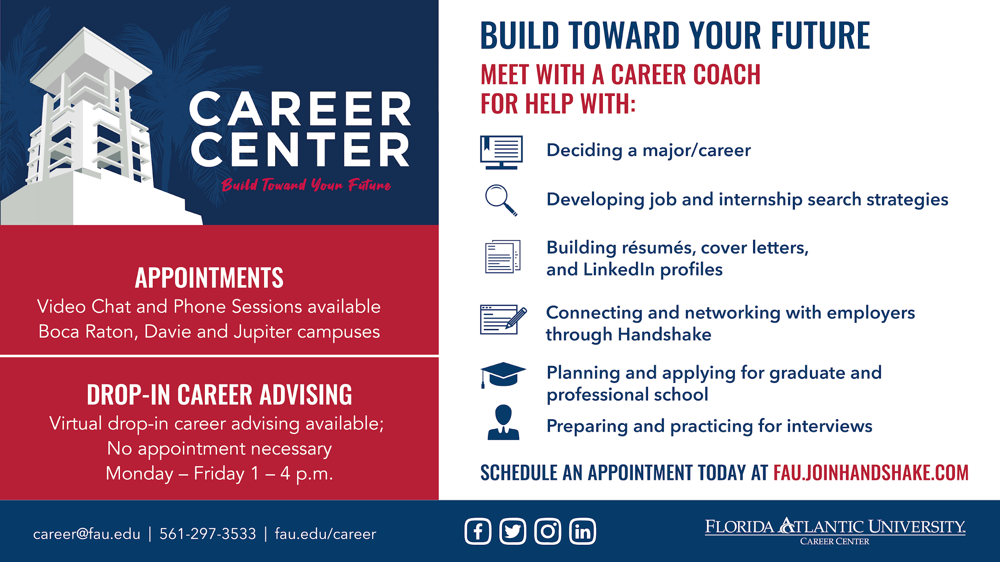 CAREER
CENTER
Build Toward Your Future
APPOINTMENTS
Video Chat and Phone Sessions available
Boca Raton, Davie and Jupiter campuses
DROP-IN CAREER ADVISING
Virtual drop-in career advising available;
No appointment necessary
Monday – Friday 1 – 4 p.m.
BUILD TOWARD YOUR FUTURE
MEET WITH A CAREER COACH
FOR HELP WITH:
Deciding a major/career
Developing job and internship search strategies
Building résumés, cover letters,
and LinkedIn profiles
Connecting and networking with employers
through Handshake
Planning and applying for graduate and
professional school
Preparing and practicing for interviews
SCHEDULE AN APPOINTMENT TODAY AT FAU.JOINHANDSHAKE.COM
career@fau.edu | 561-297-3533 | fau.edu/career
f in
FLORIDA ATLANTIC UNIVERSITY™
CAREER CENTER